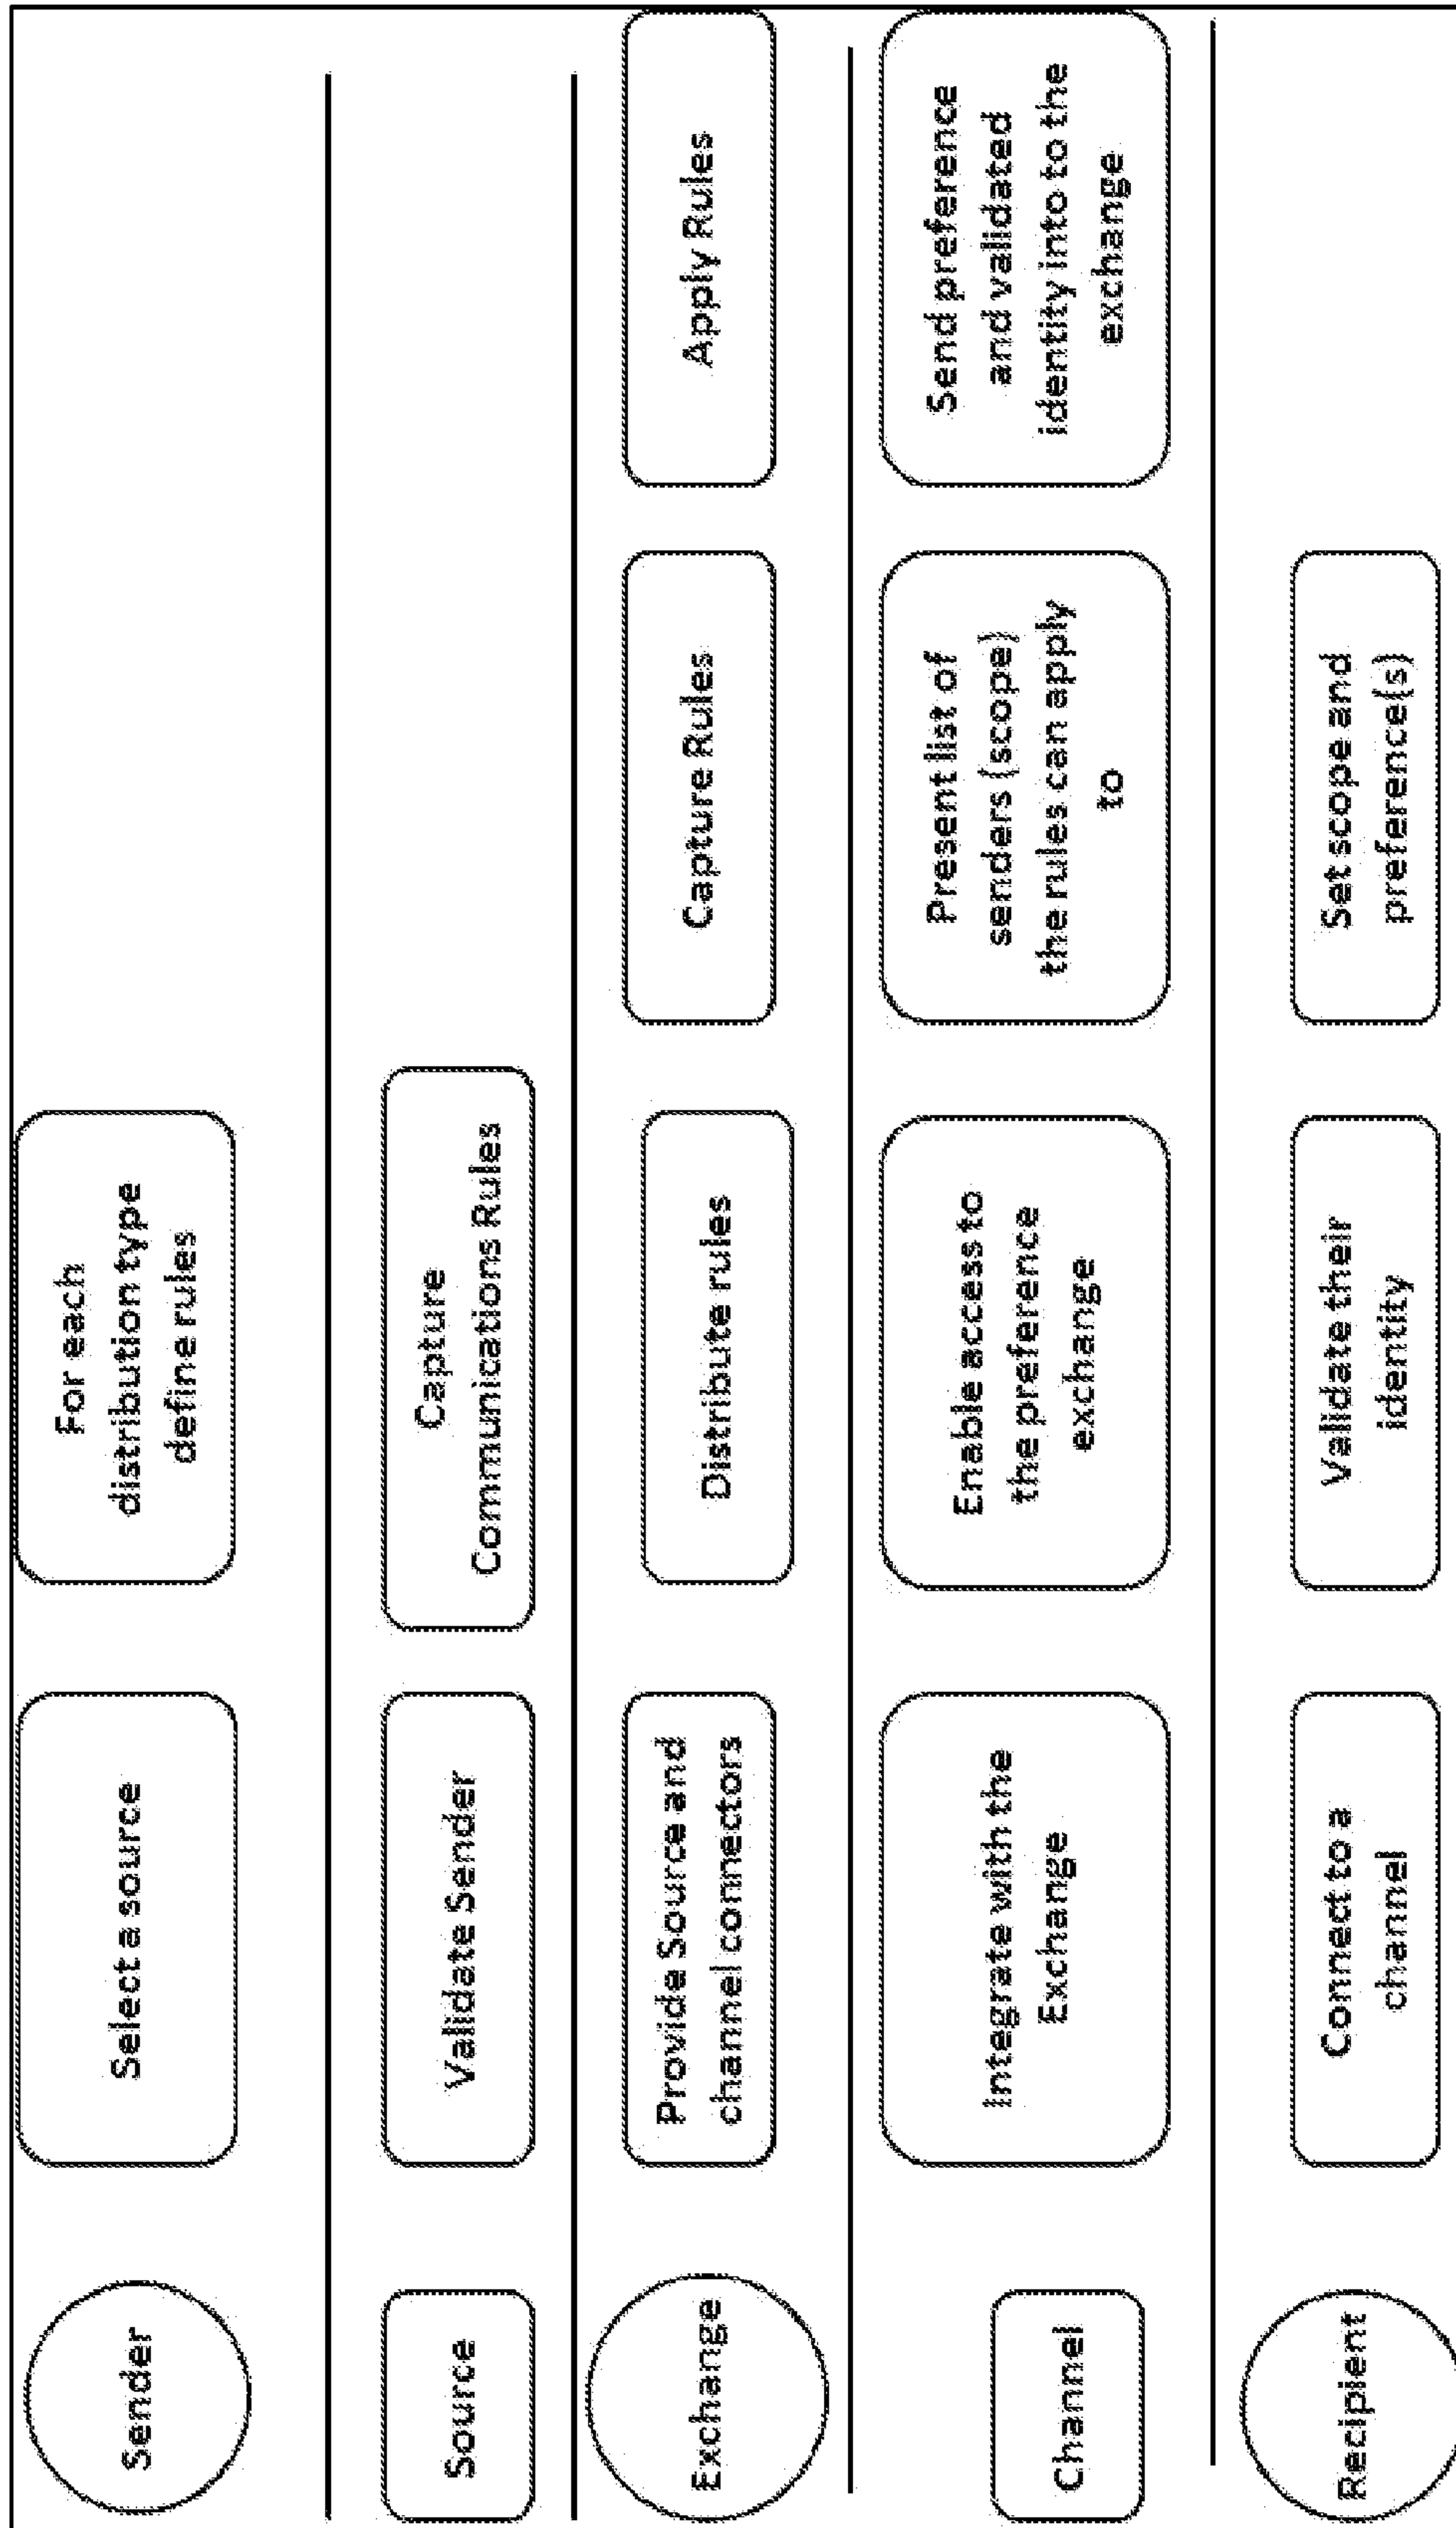 Sender
Select a source
For each
distribution type
define rules
Source
Validate Sender
Capture
Communications Rules
Exchange
Provide Source and
channel connectors
Distribute rules
Capture Rules
Apply Rules
Channel
Integrate with the
Exchange
Enable access to
the preference
exchange
Present list of
senders (scope)
the rules can apply
to
Send preference
and validated
identity into to the
exchange
Recipient
Connect to a
channel
Validate their
identity
Set scope and
preference(s)